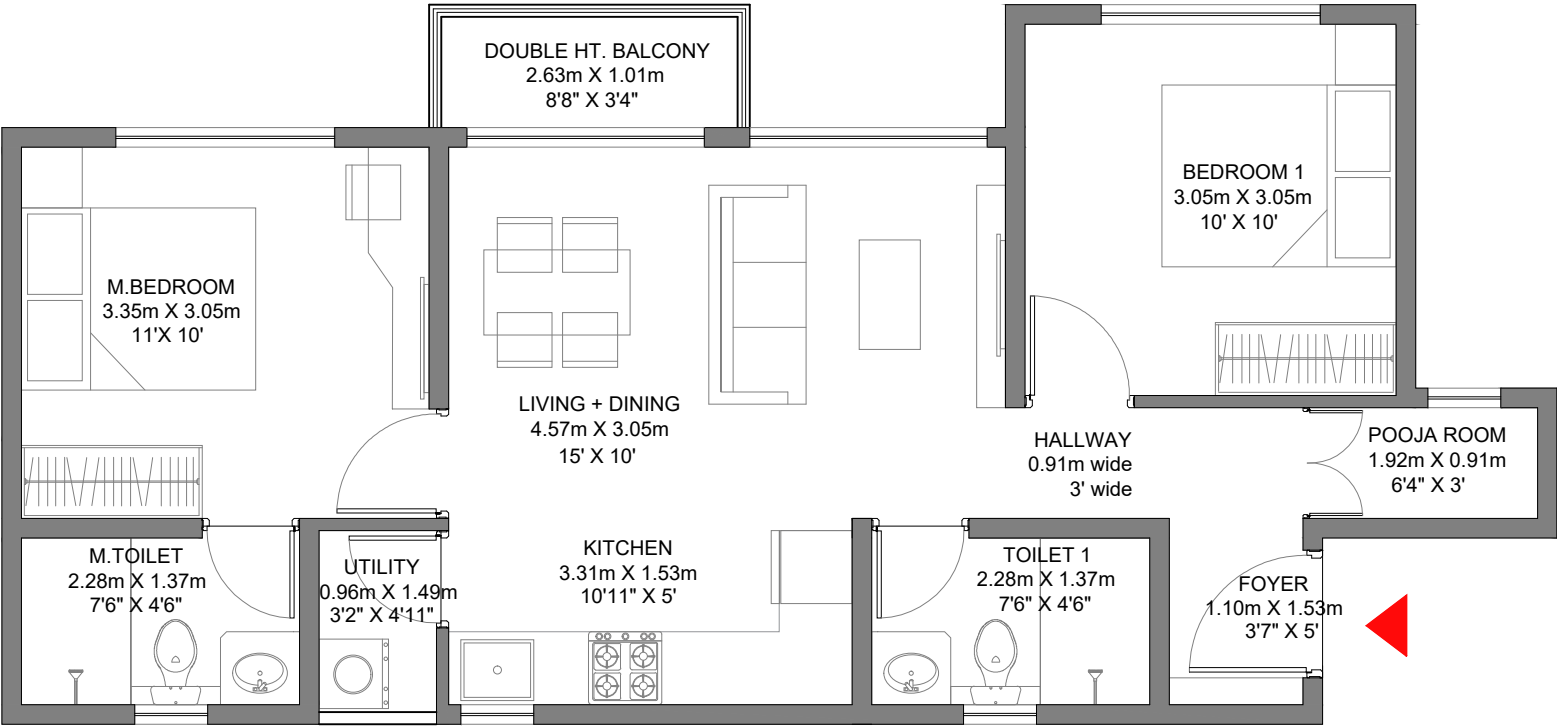 DOUBLE HT. BALCONY
2.63m X 1.01m
8'8" X 3'4"
BEDROOM 1
3.05m X 3.05m
10' X 10'
M.BEDROOM
3.35m X 3.05m
11'X 10'
LIVING + DINING
4.57m X 3.05m
15' X 10'
HALLWAY
0.91m wide
3' wide
POOJA ROOM
1.92m X 0.91m
6'4" X 3'
M.TOILET
2.28m X 1.37m
7'6" X 4'6"
UTILITY
0.96m X 1.49m
3'2" X 4'11"
KITCHEN
3.31m X 1.53m
10'11" X 5'
TOILET 1
2.28m X 1.37m
7'6" X 4'6"
FOYER
1.10m X 1.53m
3'7" X 5'